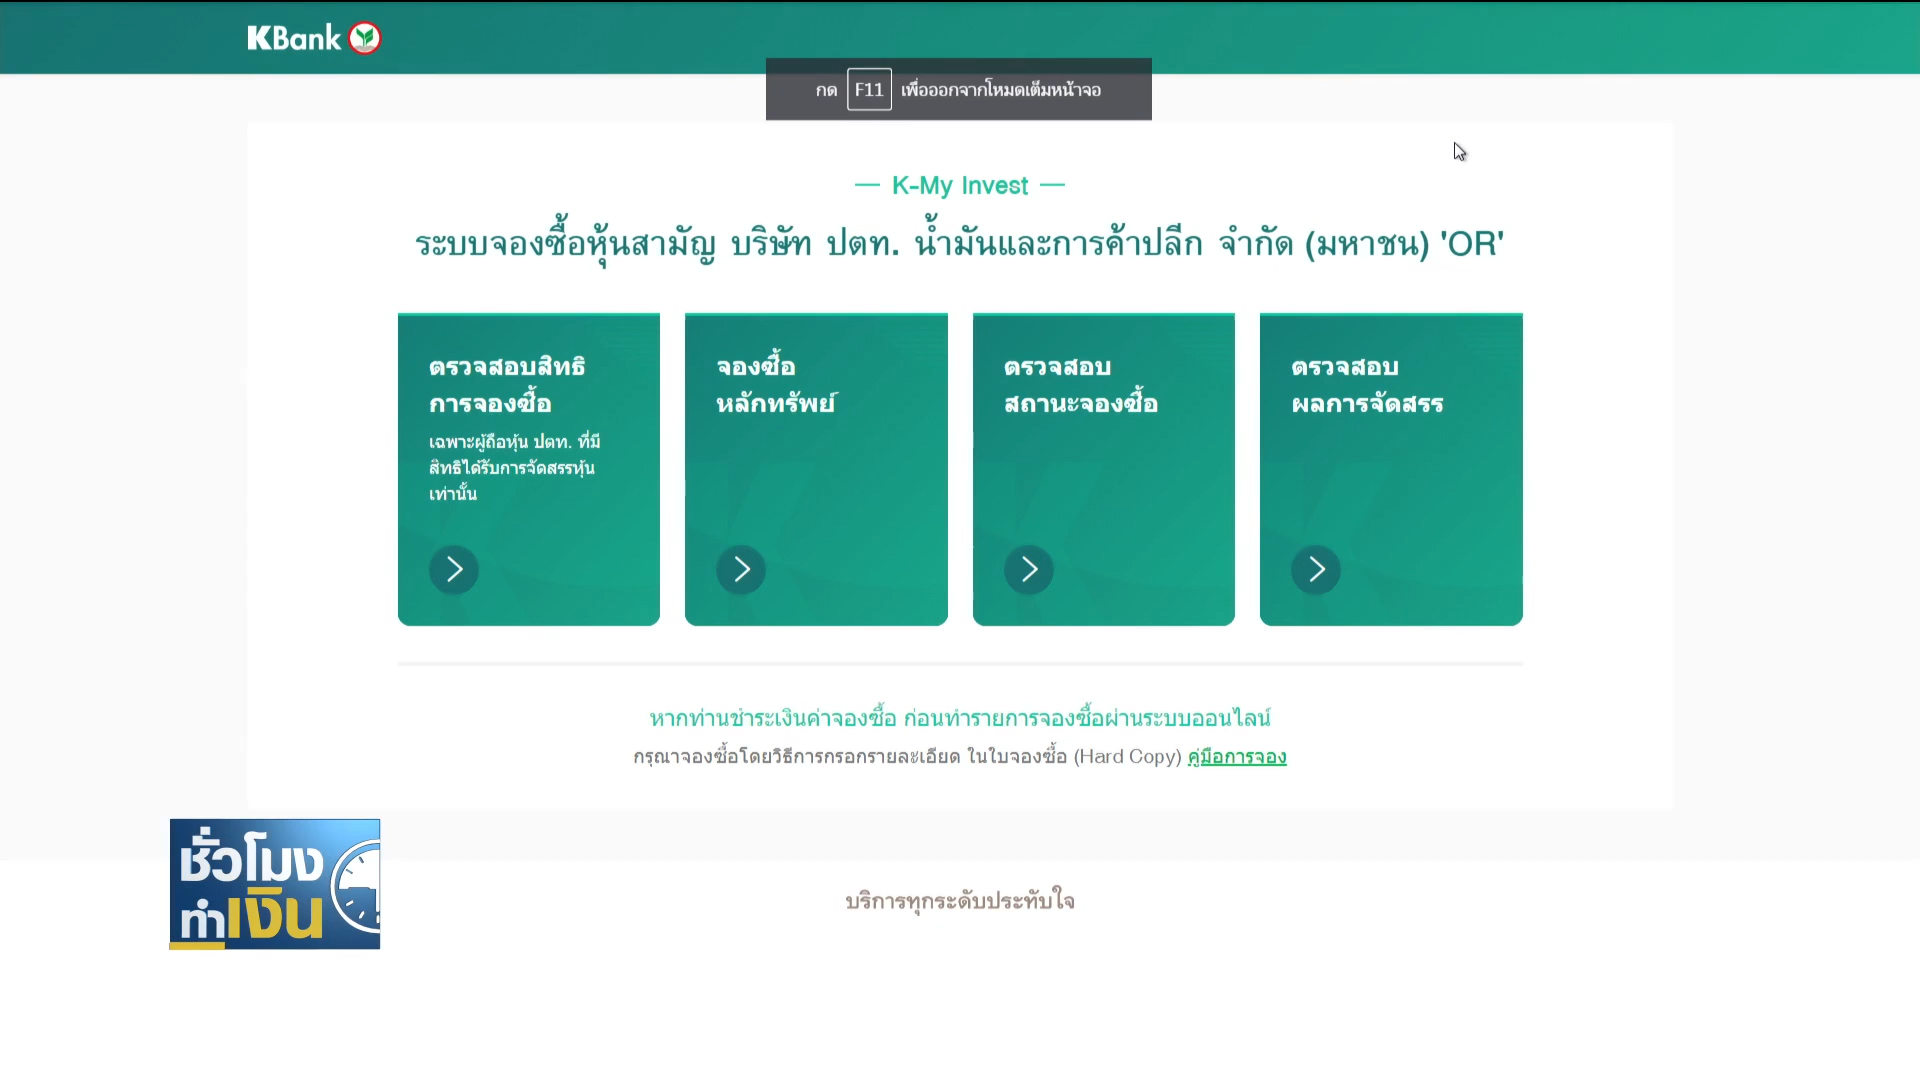 KBank
กด F11 เพื่อออกจากโหมดเต็มหน้าจอ
K-My Invest
ระบบจองซื้อหุ้นสามัญ บริษัท ปตท. น้ำมันและการค้าปลีก จำกัด (มหาชน) 'OR'
ตรวจสอบสิทธิ
การจองซื้อ
เฉพาะผู้ถือหุ้น ปตท. ที่มี
สิทธิได้รับการจัดสรรหุ้น
เท่านั้น
จองซื้อ
หลักทรัพย์
ตรวจสอบ
สถานะจองซื้อ
ตรวจสอบ
ผลการจัดสรร
หากท่านชำระเงินค่าจองซื้อ ก่อนทำรายการจองซื้อผ่านระบบออนไลน์
กรุณาจองซื้อโดยวิธีการกรอกรายละเอียด ในใบจองซื้อ (Hard Copy) คู่มือการจอง
ชั่วโมง
ทำเงิน
บริการทุกระดับประทับใจ